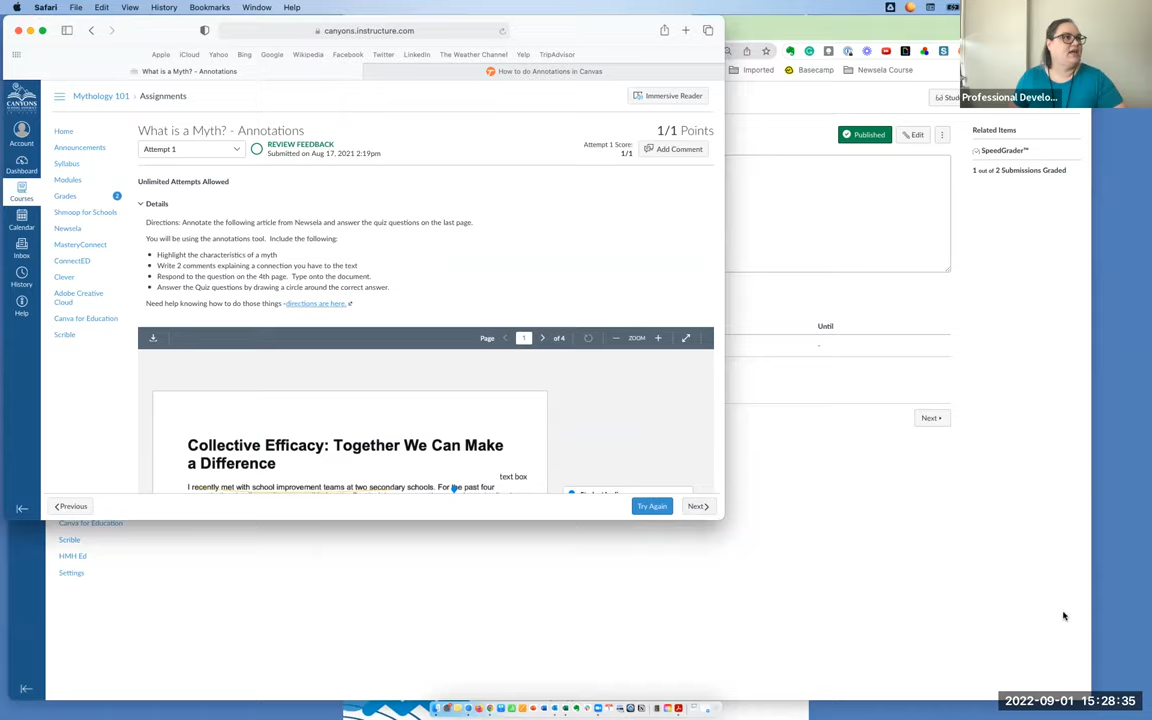 Safari File Edit View History Bookmarks Window Help
canyons.instructure.com
Apple iCloud Yahoo Bing Google Wikipedia Facebook Twitter LinkedIn The Weather Channel Yelp TripAdvisor
What is a Myth? - Annotations
How to do Annotations in Canvas
Imported Basecamp Newsela Course
Professional Develo...
CANYONS
Account
Dashboard
Courses
Calendar
Inbox
History
Help
Mythology 101 › Assignments
Immersive Reader
Home
Announcements
Syllabus
Modules
Grades 2
Shmoop for Schools
Newsela
MasteryConnect
ConnectED
Clever
Adobe Creative
Cloud
Canva for Education
Scrible
What is a Myth? - Annotations
1/1 Points
Attempt 1
REVIEW FEEDBACK
Submitted on Aug 17, 2021 2:19pm
Attempt 1 Score:
1/1
Add Comment
Unlimited Attempts Allowed
Details
Directions: Annotate the following article from Newsela and answer the quiz questions on the last page.
You will be using the annotations tool. Include the following:
Highlight the characteristics of a myth
Write 2 comments explaining a connection you have to the text
Respond to the question on the 4th page. Type onto the document.
Answer the Quiz questions by drawing a circle around the correct answer.
Need help knowing how to do those things -directions are here.
Page 1 of 4 ZOOM
Collective Efficacy: Together We Can Make
a Difference
text box
I recently met with school improvement teams at two secondary schools. For the past four
Previous
Try Again
Next
Stud
Published
Edit
Related Items
SpeedGrader™
1 out of 2 Submissions Graded
Until
-
Next
Canva for Education
Scrible
HMH Ed
Settings
2022-09-01 15:28:35